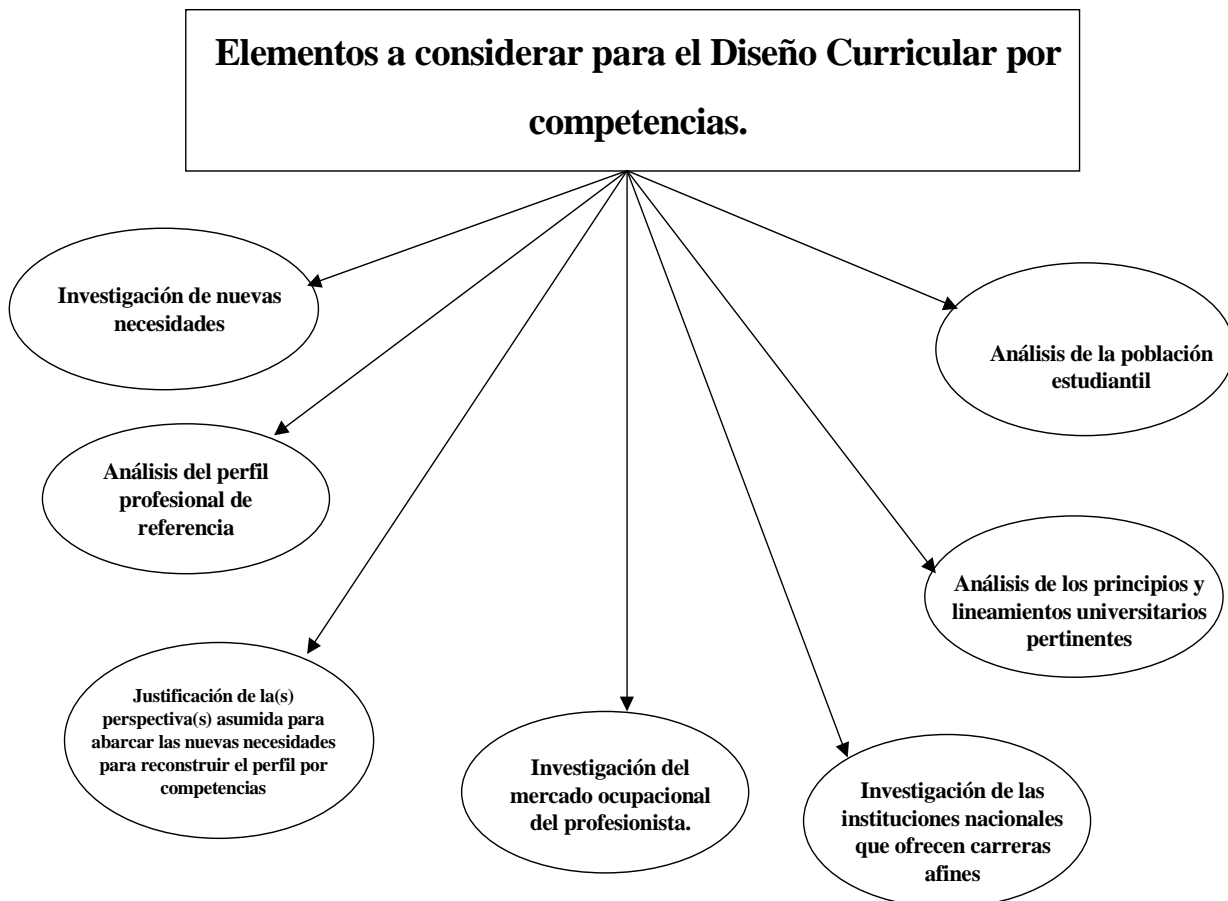 Elementos a considerar para el Diseño Curricular por
competencias.
Investigación de nuevas
necesidades
Análisis de la población
estudiantil
Análisis del perfil
profesional de
referencia
Análisis de los principios y
lineamientos universitarios
pertinentes
Justificación de la(s)
perspectiva(s) asumida para
abarcar las nuevas necesidades
para reconstruir el perfil por
competencias
Investigación del
mercado ocupacional
del profesionista.
Investigación de las
instituciones nacionales
que ofrecen carreras
afines